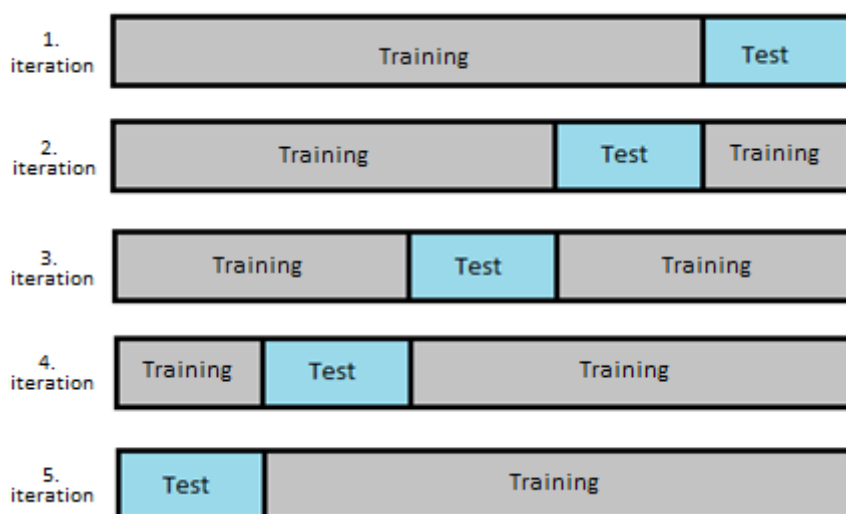 1.
iteration
Training
Test
2.
iteration
Training
Test
Training
3.
iteration
Training
Test
Training
4.
iteration
Training
Test
Training
5.
iteration
Test
Training